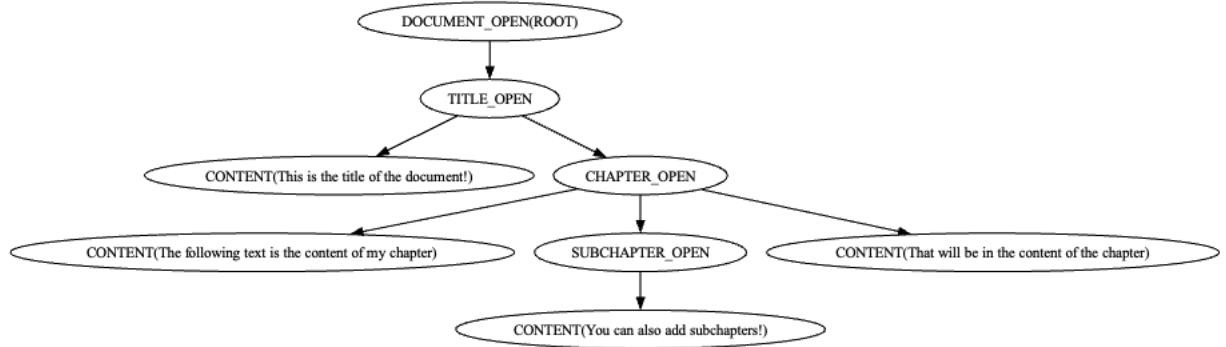 DOCUMENT_OPEN(ROOT)
TITLE_OPEN
CONTENT(This is the title of the document!)
CHAPTER_OPEN
CONTENT(The following text is the content of my chapter)
SUBCHAPTER_OPEN
CONTENT(That will be in the content of the chapter)
CONTENT(You can also add subchapters!)